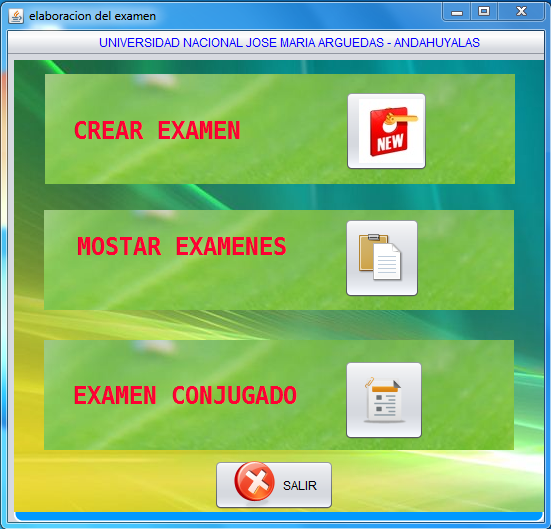 elaboracion del examen
UNIVERSIDAD NACIONAL JOSE MARIA ARGUEDAS - ANDAHUYALAS
CREAR EXAMEN
NEW
MOSTAR EXAMENES
EXAMEN CONJUGADO
SALIR